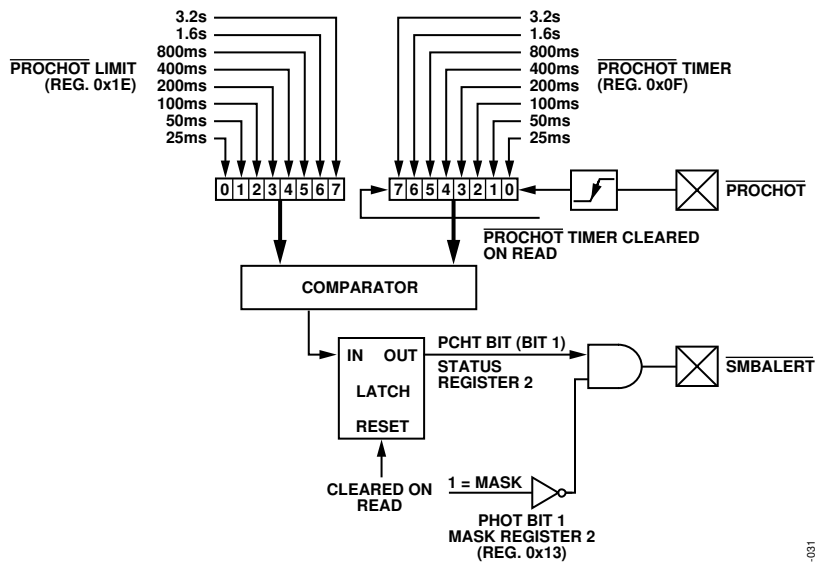 3.2s
1.6s
800ms
400ms
200ms
100ms
50ms
25ms
PROCHOT LIMIT
(REG. 0x1E)
3.2s
1.6s
800ms
400ms
200ms
100ms
50ms
25ms
PROCHOT TIMER
(REG. 0x0F)
0 1 2 3 4 5 6 7
7 6 5 4 3 2 1 0
PROCHOT
PROCHOT TIMER CLEARED
ON READ
COMPARATOR
IN OUT
LATCH
RESET
PCHT BIT (BIT 1)
STATUS
REGISTER 2
SMBALERT
CLEARED ON
READ
1 = MASK
PHOT BIT 1
MASK REGISTER 2
(REG. 0x13)
-031